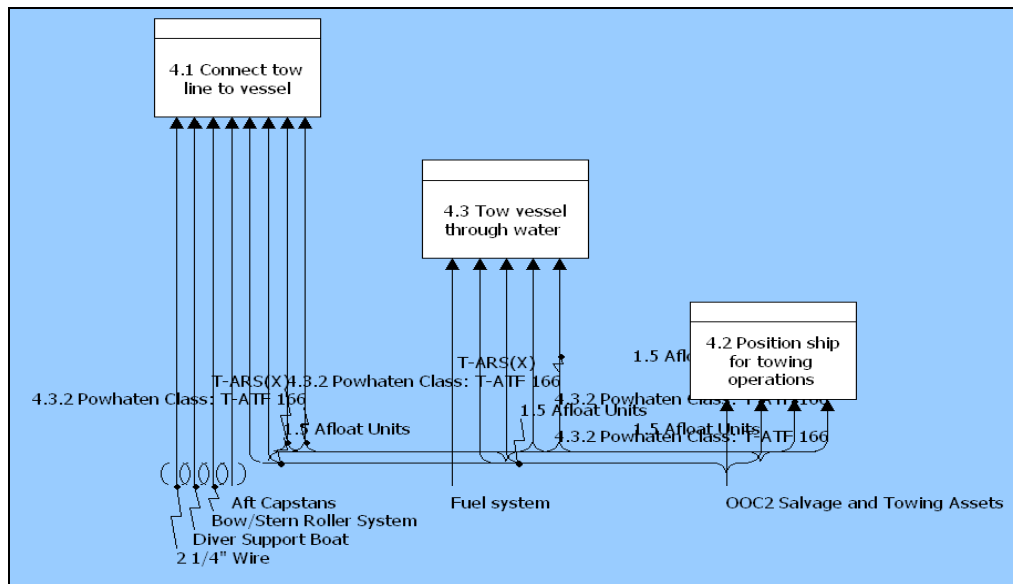 4.1 Connect tow
line to vessel
4.3 Tow vessel
through water
4.2 Position ship
for towing
operations
T-ARS(X)
1.5 Afloat
T-ARS(X)
4.3.2 Powhaten Class: T-ATF 166
4.3.2 Powhaten Class: T-ATF 166
4.3.2 Powhaten Class: T-ATF 166
1.5 Afloat Units
1.5 Afloat Units
1.5 Afloat Units
4.3.2 Powhaten Class: T-ATF 166
Aft Capstans
Fuel system
OOC2 Salvage and Towing Assets
Bow/Stern Roller System
Diver Support Boat
2 1/4" Wire